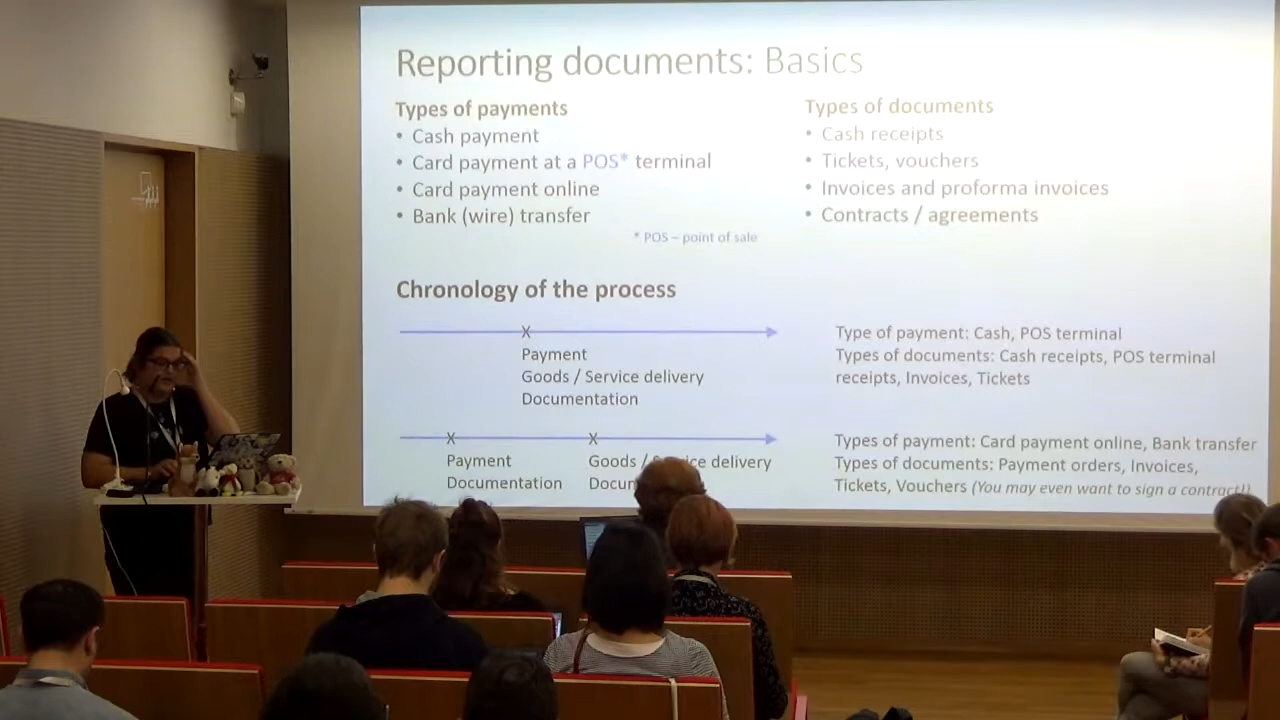 Reporting documents: Basics
Types of payments
• Cash payment
• Card payment at a POS* terminal
• Card payment online
• Bank (wire) transfer
* POS – point of sale
Types of documents
• Cash receipts
• Tickets, vouchers
• Invoices and proforma invoices
• Contracts / agreements
Chronology of the process
X
Payment
Goods / Service delivery
Documentation
Type of payment: Cash, POS terminal
Types of documents: Cash receipts, POS terminal
receipts, Invoices, Tickets
X X
Payment
Documentation
Goods / delivery
Types of payment: Card payment online, Bank transfer
Types of documents: Payment orders, Invoices,
Tickets, Vouchers (You may even want to sign a contract!)